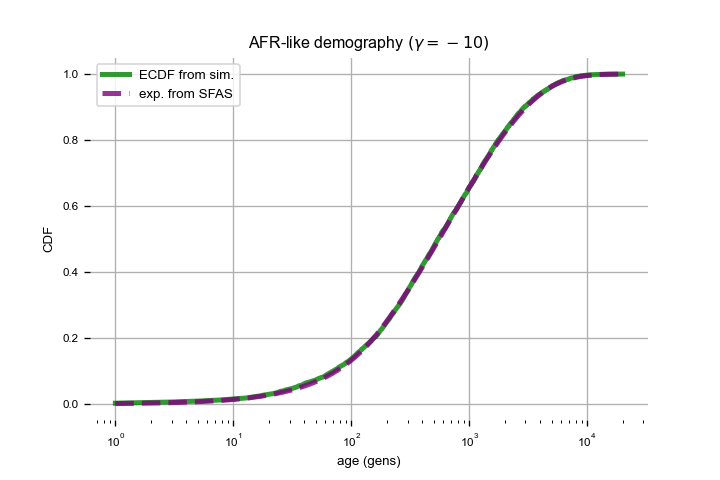 AFR-like demography (γ = − 10)
ECDF from sim.
exp. from SFAS
1.0
0.8
0.6
0.4
0.2
0.0
CDF
10⁰ 10¹ 10² 10³ 10⁴
age (gens)